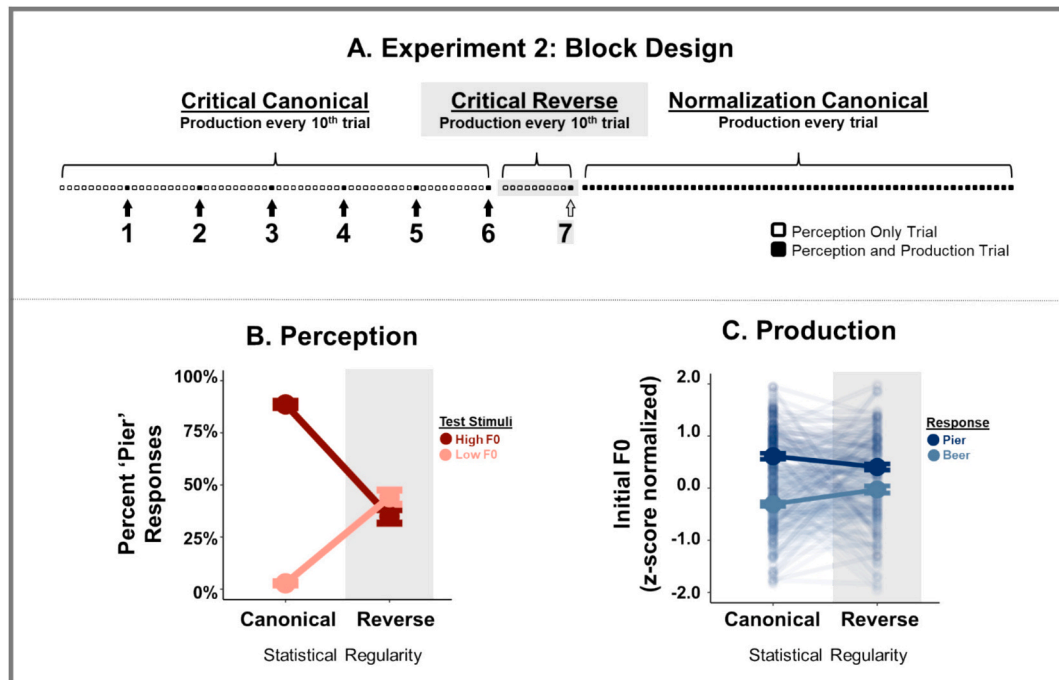 A. Experiment 2: Block Design
Critical Canonical
Production every 10th trial
Critical Reverse
Production every 10th trial
Normalization Canonical
Production every trial
1 2 3 4 5 6 7
Perception Only Trial
Perception and Production Trial
B. Perception
Percent ‘Pier’
Responses
100%
75%
50%
25%
0%
Canonical Reverse
Statistical Regularity
Test Stimuli
High F0
Low F0
C. Production
Initial F0
(z-score normalized)
2.0
1.0
0.0
-1.0
-2.0
Canonical Reverse
Statistical Regularity
Response
Pier
Beer